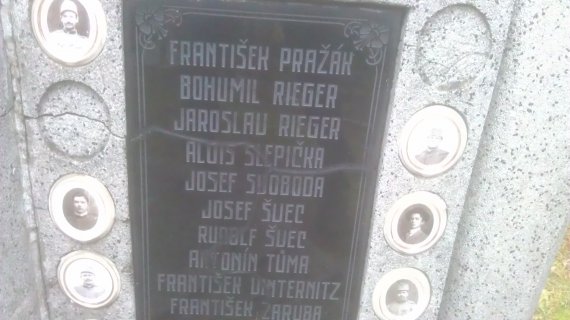 FRANTIŠEK PRAŽÁK
BOHUMIL RIEGER
JAROSLAV RIEGER
ALOIS SLEPIČKA
JOSEF SVOBODA
JOSEF ŠVEC
RUDOLF ŠVEC
ANTONÍN TŮMA
FRANTIŠEK VINTERNITZ
FRANTIŠEK ZÁRUBA